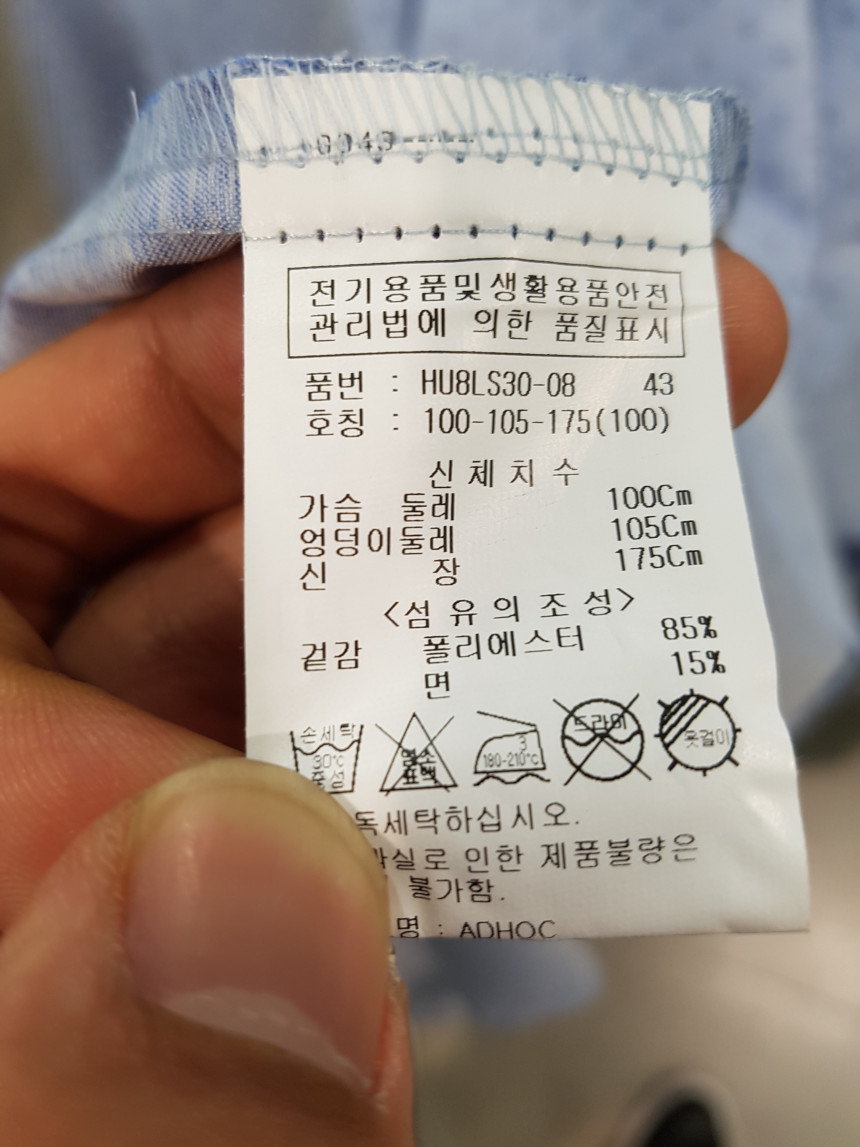 전기용품및생활용품안전
관리법에 의한 품질표시
품번 : HU8LS30-08 43
호칭 : 100-105-175(100)
신체치수
가슴 둘레 100Cm
엉덩이둘레 105Cm
신 장 175Cm
<섬유의조성>
겉감 폴리에스터 85%
면 15%
손세탁 30℃ 중성
염소 표백
3 180-210℃
드라이
옷걸이
독세탁하십시오.
과실로 인한 제품불량은
불가함.
명 : ADHOC